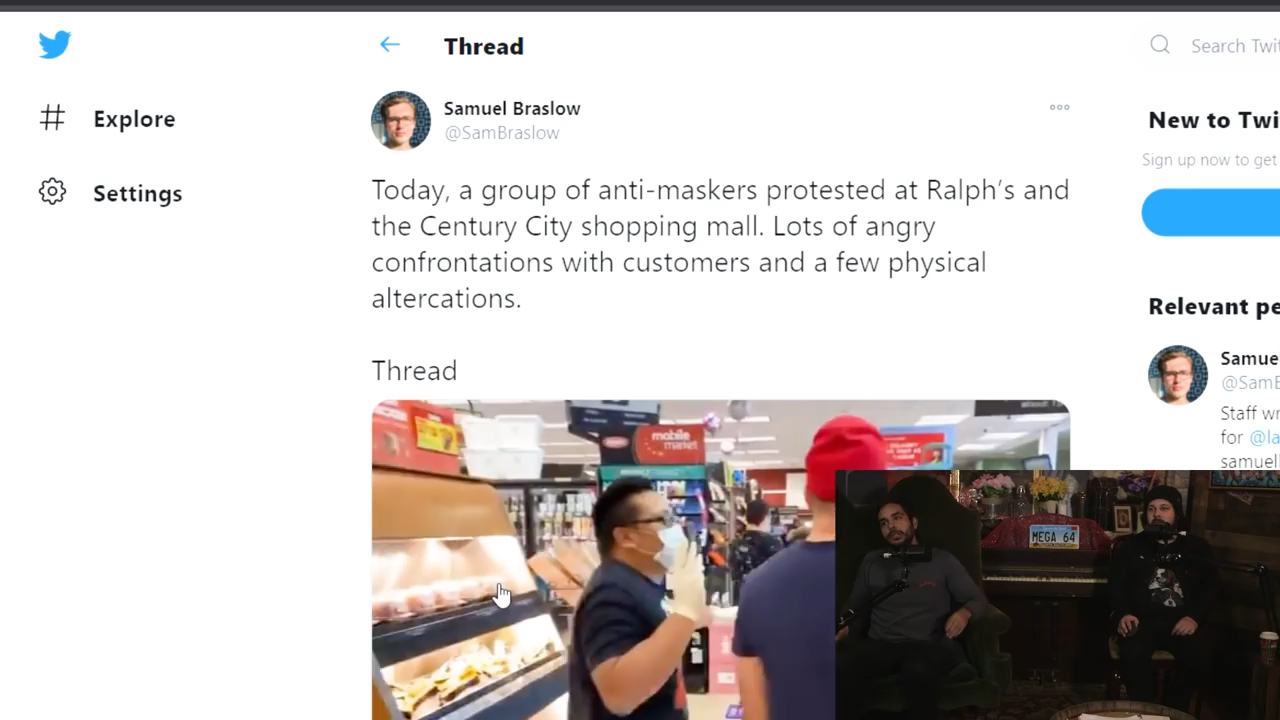 Thread
Search Twi
Explore
Settings
Samuel Braslow
@SamBraslow
Today, a group of anti-maskers protested at Ralph’s and
the Century City shopping mall. Lots of angry
confrontations with customers and a few physical
altercations.
Thread
New to Twi
Sign up now to get
Relevant pe
Samue
@SamB
Staff wr
for @la
samuell
mobile
market
MEGA 64